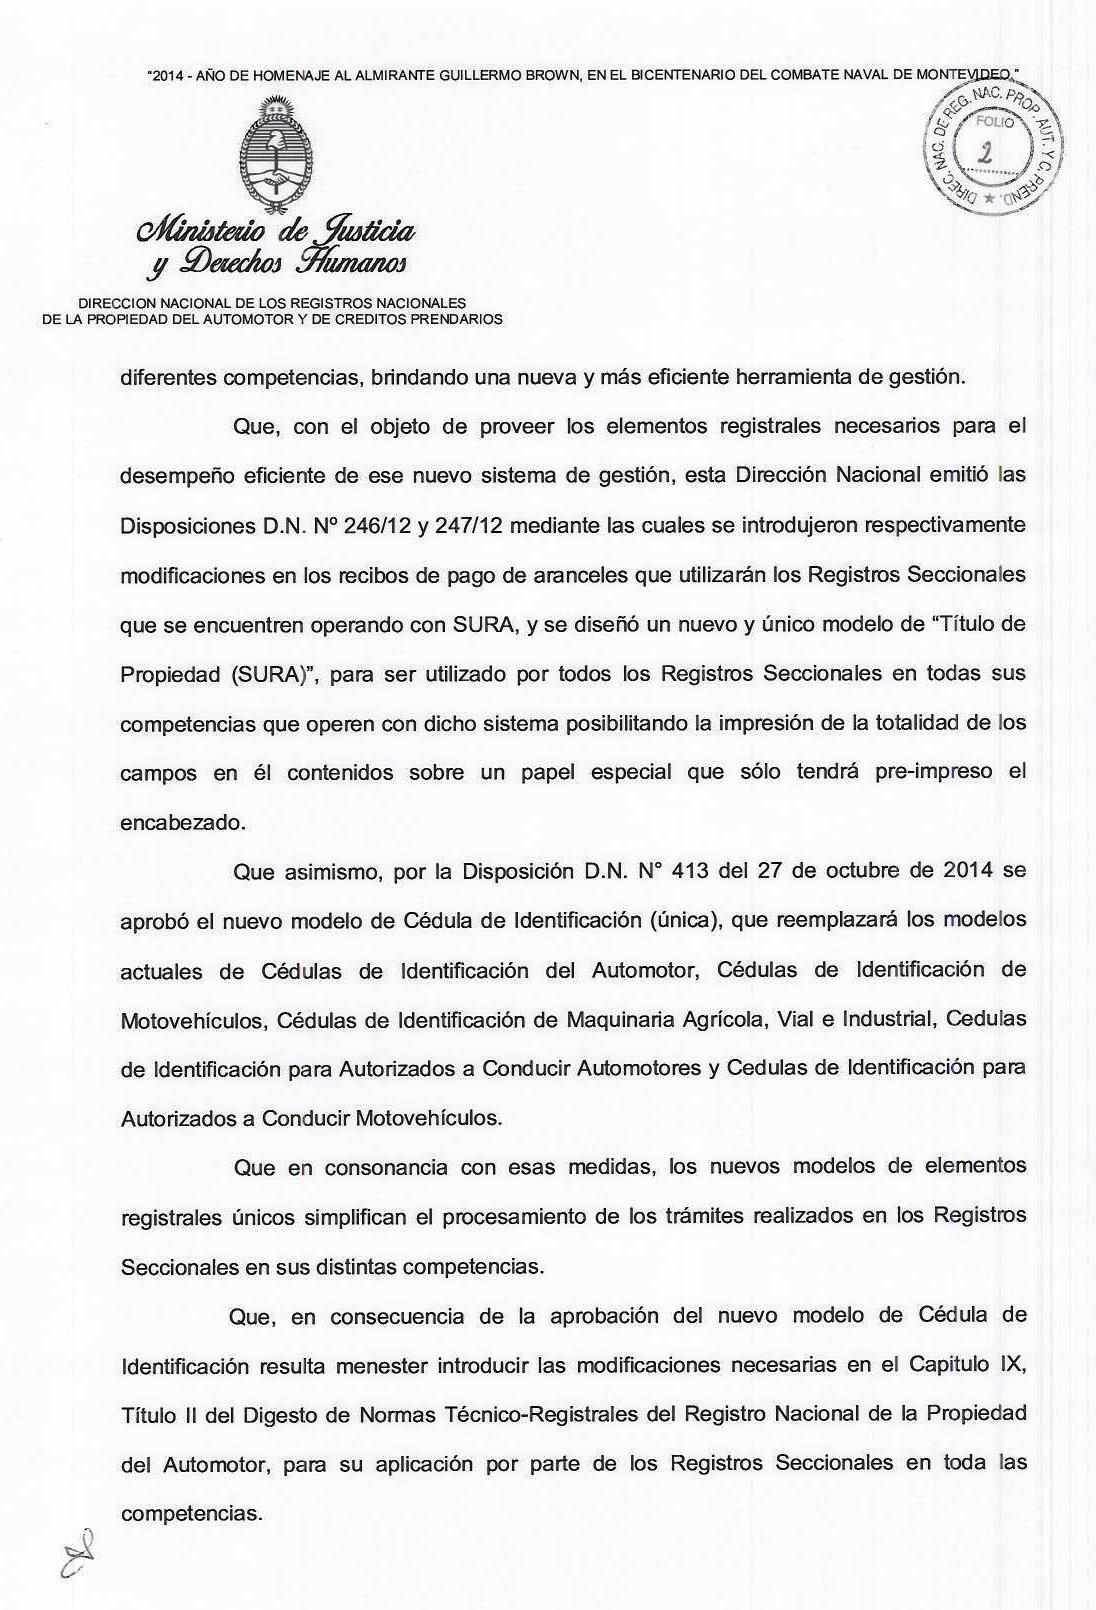 "2014 - AÑO DE HOMENAJE AL ALMIRANTE GUILLERMO BROWN, EN EL BICENTENARIO DEL COMBATE NAVAL DE MONTEVIDEO."
DIREC. NAC. DE REG. NAC. PROP. AUT. Y C. PREND.
FOLIO
2
Ministerio de Justicia
y Derechos Humanos
DIRECCION NACIONAL DE LOS REGISTROS NACIONALES
DE LA PROPIEDAD DEL AUTOMOTOR Y DE CREDITOS PRENDARIOS
diferentes competencias, brindando una nueva y más eficiente herramienta de gestión.
Que, con el objeto de proveer los elementos registrales necesarios para el
desempeño eficiente de ese nuevo sistema de gestión, esta Dirección Nacional emitió las
Disposiciones D.N. Nº 246/12 y 247/12 mediante las cuales se introdujeron respectivamente
modificaciones en los recibos de pago de aranceles que utilizarán los Registros Seccionales
que se encuentren operando con SURA, y se diseñó un nuevo y único modelo de “Título de
Propiedad (SURA)”, para ser utilizado por todos los Registros Seccionales en todas sus
competencias que operen con dicho sistema posibilitando la impresión de la totalidad de los
campos en él contenidos sobre un papel especial que sólo tendrá pre-impreso el
encabezado.
Que asimismo, por la Disposición D.N. N° 413 del 27 de octubre de 2014 se
aprobó el nuevo modelo de Cédula de Identificación (única), que reemplazará los modelos
actuales de Cédulas de Identificación del Automotor, Cédulas de Identificación de
Motovehículos, Cédulas de Identificación de Maquinaria Agrícola, Vial e Industrial, Cedulas
de Identificación para Autorizados a Conducir Automotores y Cedulas de Identificación para
Autorizados a Conducir Motovehículos.
Que en consonancia con esas medidas, los nuevos modelos de elementos
registrales únicos simplifican el procesamiento de los trámites realizados en los Registros
Seccionales en sus distintas competencias.
Que, en consecuencia de la aprobación del nuevo modelo de Cédula de
Identificación resulta menester introducir las modificaciones necesarias en el Capitulo IX,
Título II del Digesto de Normas Técnico-Registrales del Registro Nacional de la Propiedad
del Automotor, para su aplicación por parte de los Registros Seccionales en toda las
competencias.